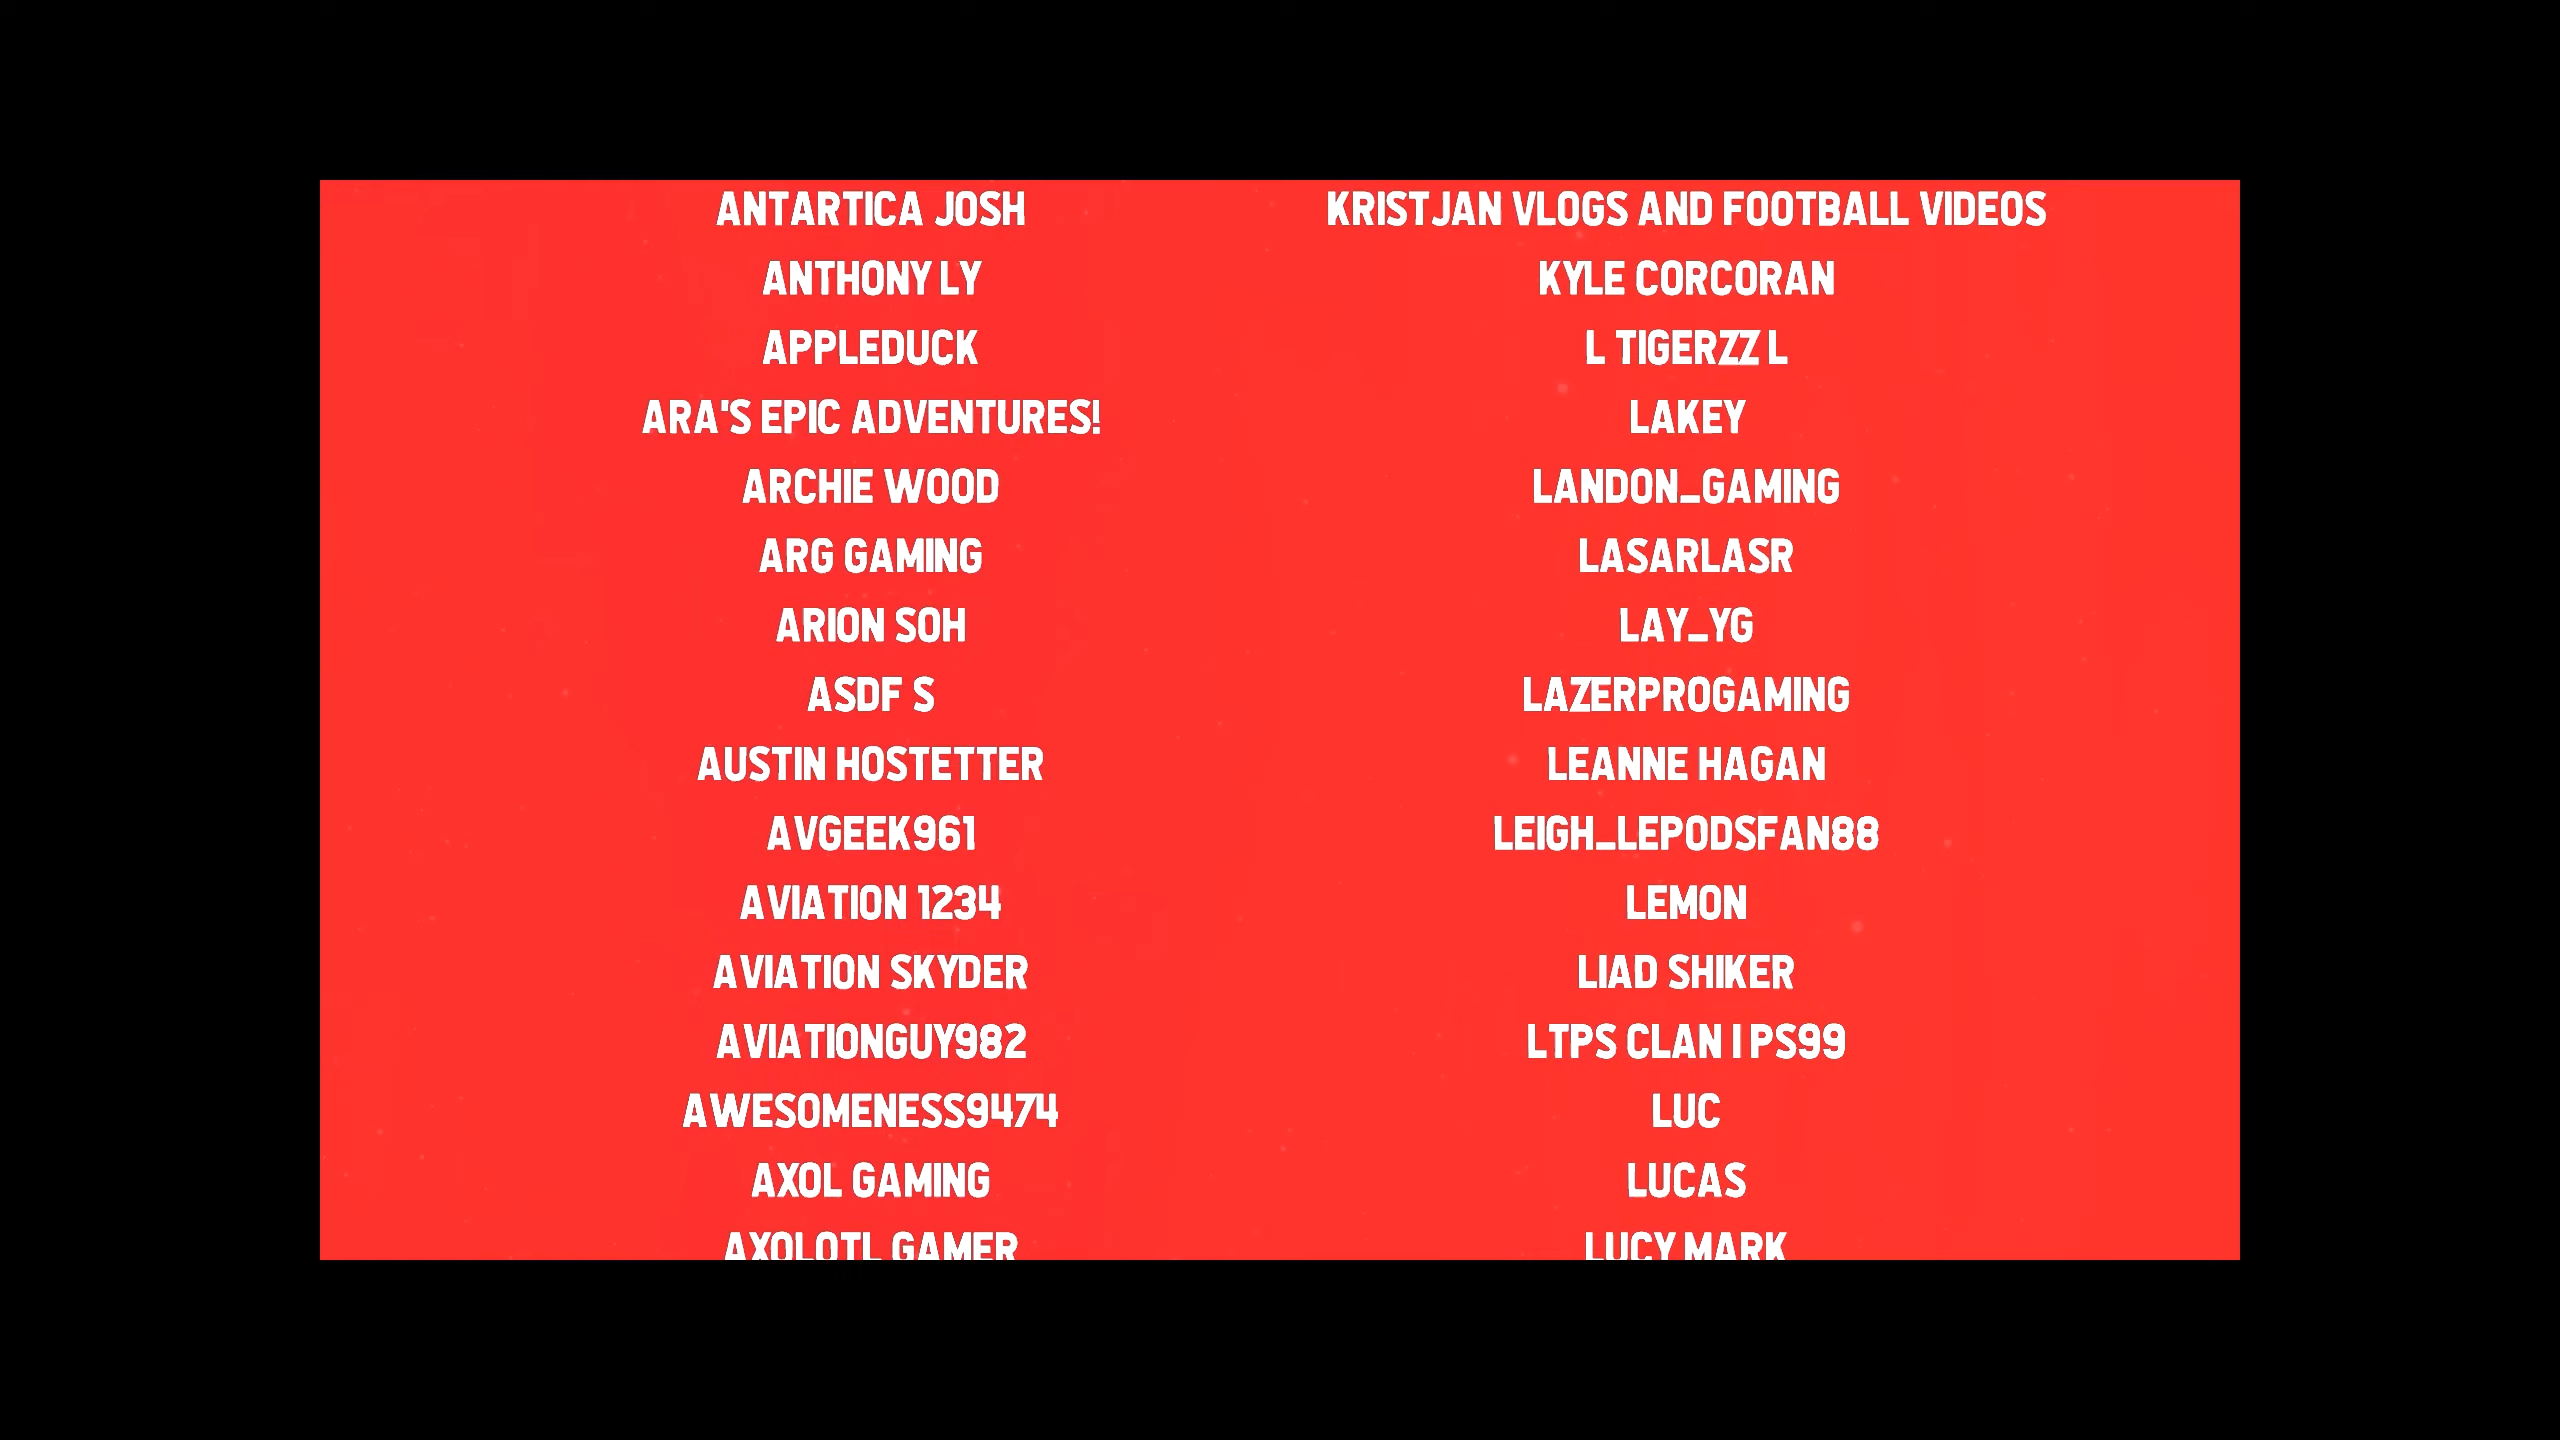 ANTARTICA JOSH
ANTHONY LY
APPLEDUCK
ARA'S EPIC ADVENTURES!
ARCHIE WOOD
ARG GAMING
ARION SOH
ASDF S
AUSTIN HOSTETTER
AVGEEK961
AVIATION 1234
AVIATION SKYDER
AVIATIONGUY982
AWESOMENESS9474
AXOL GAMING
AXOLOTL GAMER
KRISTJAN VLOGS AND FOOTBALL VIDEOS
KYLE CORCORAN
L TIGERZZ L
LAKEY
LANDON_GAMING
LASARLASR
LAY_YG
LAZERPROGAMING
LEANNE HAGAN
LEIGH_LEPODSFAN88
LEMON
LIAD SHIKER
LTPS CLAN I PS99
LUC
LUCAS
LUCY MARK